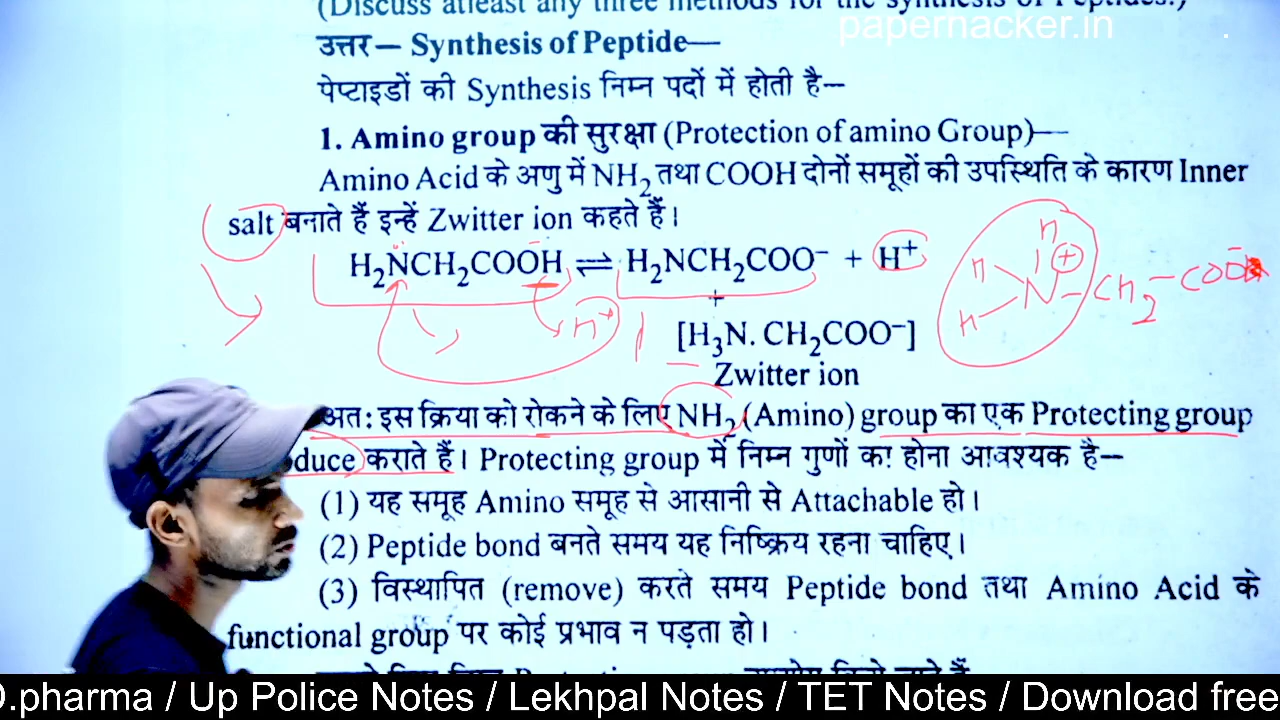 (Discuss atleast any three methods for the synthesis of Peptides.)
papernacker.in
उत्तर— Synthesis of Peptide—
पेप्टाइडों की Synthesis निम्न पदों में होती है—
1. Amino group की सुरक्षा (Protection of amino Group)—
Amino Acid के अणु में NH₂ तथा COOH दोनों समूहों की उपस्थिति के कारण Inner
salt बनाते हैं इन्हें Zwitter ion कहते हैं।
H₂NCH₂COOH ⇌ H₂NCH₂COO⁻ + H⁺
+
[H₃N. CH₂COO⁻]
Zwitter ion
n⁺
n
n N⊕ – CH₂ – COO
n
अत: इस क्रिया को रोकने के लिए NH₂ (Amino) group का एक Protecting group
duce कराते हैं। Protecting group में निम्न गुणों का होना आवश्यक है—
(1) यह समूह Amino समूह से आसानी से Attachable हो।
(2) Peptide bond बनते समय यह निष्क्रिय रहना चाहिए।
(3) विस्थापित (remove) करते समय Peptide bond तथा Amino Acid के
functional group पर कोई प्रभाव न पड़ता हो।
D.pharma / Up Police Notes / Lekhpal Notes / TET Notes / Download free